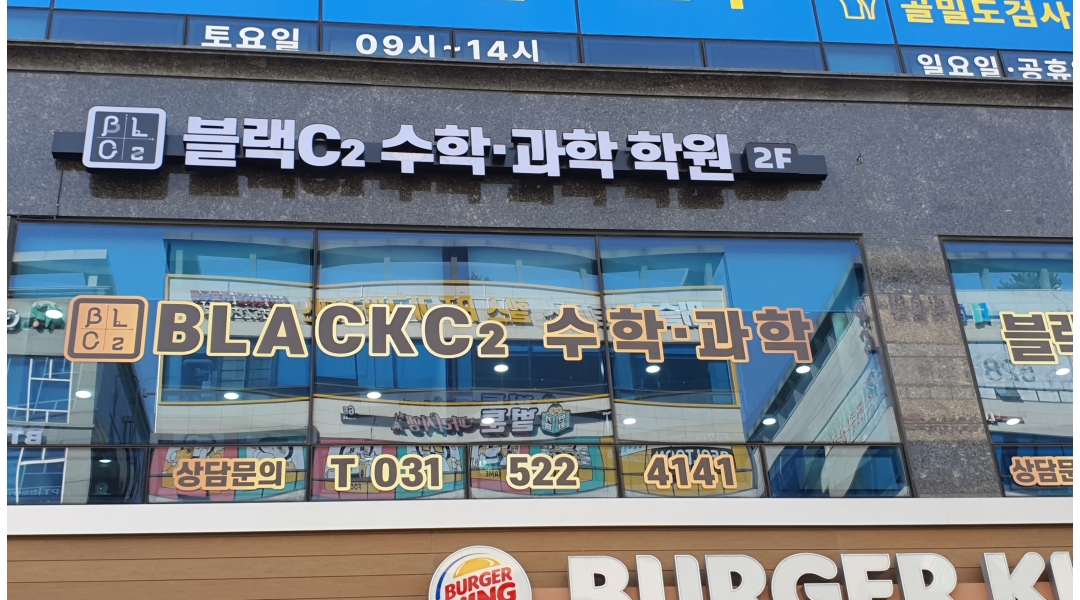 골밀도검사
토요일 09시~14시
일요일·공휴
βL C2 블랙C2 수학·과학 학원 2F
βL C2 BLACKC2 수학·과학
블랙
상담문의 T 031 522 4141
상담문
BURGER KING BURGER KI